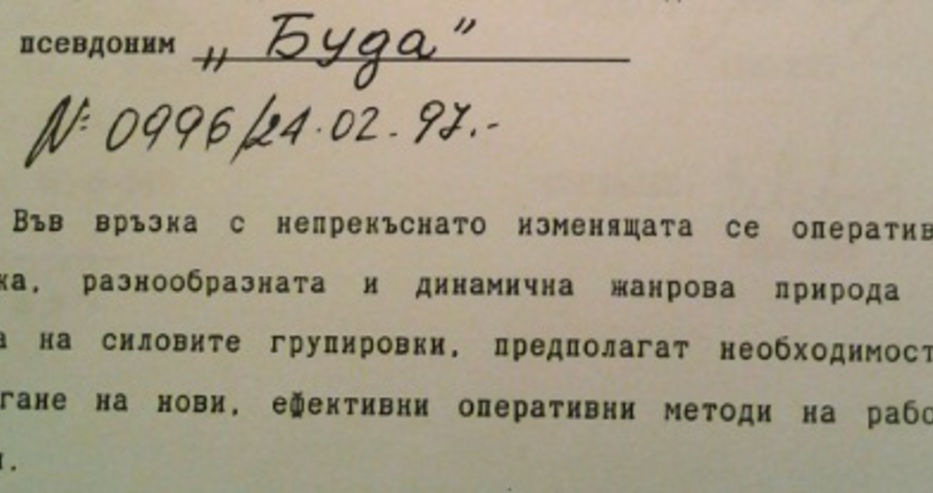 псевдоним „Буда"
№ 0996/24.02.97.-
Във връзка с непрекъснато изменящата се оператив
ка, разнообразната и динамична жанрова природа
а на силовите групировки, предполагат необходимост
гане на нови, ефективни оперативни методи на рабо